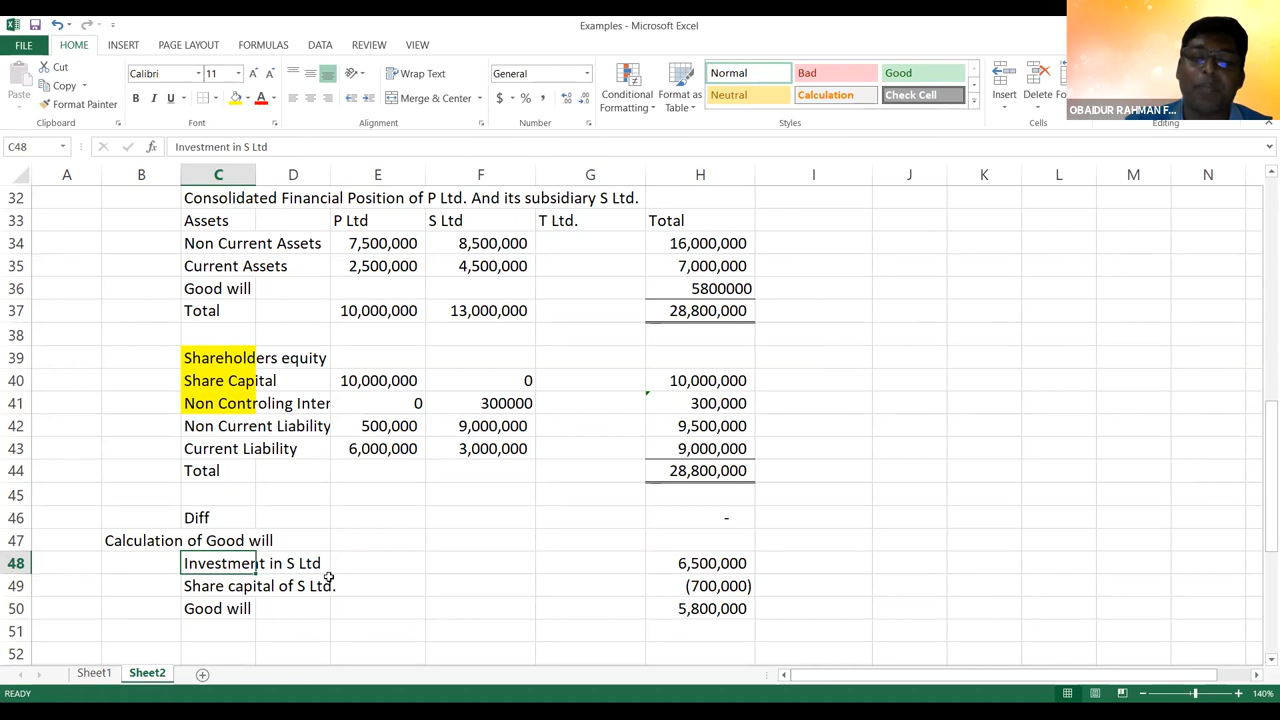 Examples - Microsoft Excel
FILE HOME INSERT PAGE LAYOUT FORMULAS DATA REVIEW VIEW
Paste Cut Copy Format Painter Clipboard
Calibri 11 B I U Font
Wrap Text Merge & Center Alignment
General $ % , Number
Conditional Formatting Format as Table
Normal Bad Good
Neutral Calculation Check Cell
Styles
Insert Delete Cells
Editing
OBAIDUR RAHMAN F...
C48 fx Investment in S Ltd
A B C D E F G H I J K L M N
32 Consolidated Financial Position of P Ltd. And its subsidiary S Ltd.
33 Assets P Ltd S Ltd T Ltd. Total
34 Non Current Assets 7,500,000 8,500,000 16,000,000
35 Current Assets 2,500,000 4,500,000 7,000,000
36 Good will 5800000
37 Total 10,000,000 13,000,000 28,800,000
38
39 Shareholders equity
40 Share Capital 10,000,000 0 10,000,000
41 Non Controling Inter 0 300000 300,000
42 Non Current Liability 500,000 9,000,000 9,500,000
43 Current Liability 6,000,000 3,000,000 9,000,000
44 Total 28,800,000
45
46 Diff -
47 Calculation of Good will
48 Investment in S Ltd 6,500,000
49 Share capital of S Ltd. (700,000)
50 Good will 5,800,000
51
52
Sheet1 Sheet2
READY 140%